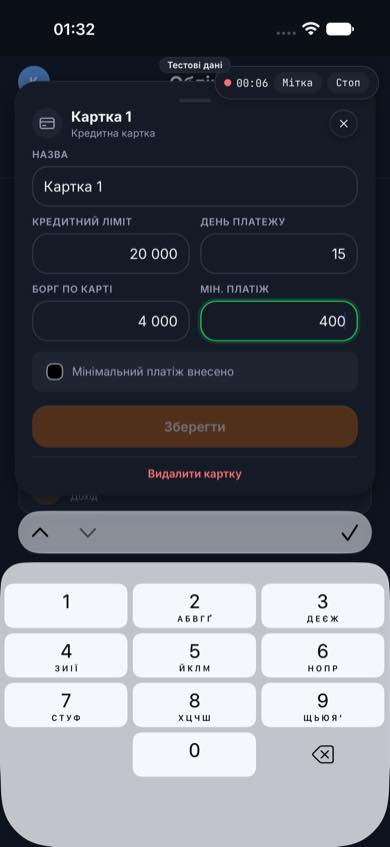 01:32
Тестові дані
00:06 Мітка Стоп
Картка 1
Кредитна картка
НАЗВА
Картка 1
КРЕДИТНИЙ ЛІМІТ ДЕНЬ ПЛАТЕЖУ
20 000 15
БОРГ ПО КАРТІ МІН. ПЛАТІЖ
4 000 400
Мінімальний платіж внесено
Зберегти
Видалити картку
Дохід
1 2 3
АБВГҐ ДЕЄЖ
4 5 6
ЗИІЇ ЙКЛМ НОПР
7 8 9
СТУФ ХЦЧШ ЩЬЮЯ'
0